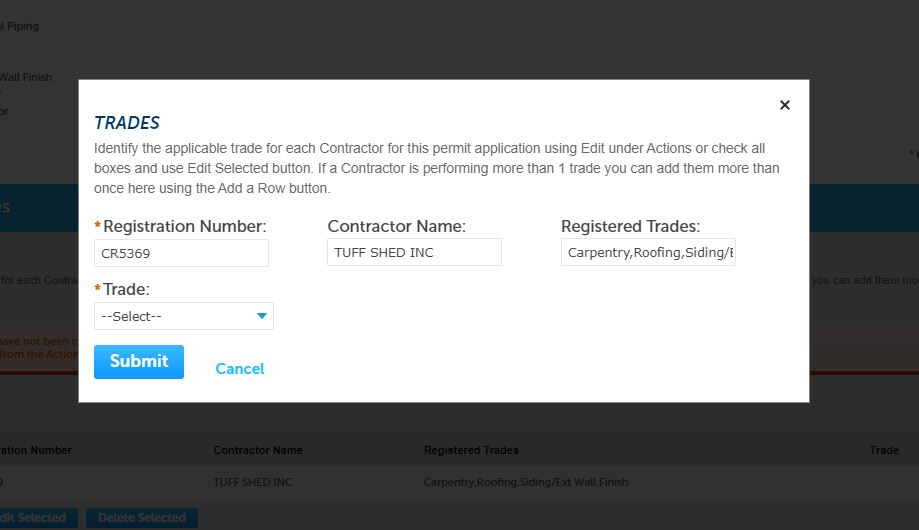 Piping
Wall Finish
or
×
TRADES
Identify the applicable trade for each Contractor for this permit application using Edit under Actions or check all
boxes and use Edit Selected button. If a Contractor is performing more than 1 trade you can add them more than
once here using the Add a Row button.
*Registration Number: Contractor Name: Registered Trades:
CR5369 TUFF SHED INC Carpentry,Roofing,Siding/E
*Trade:
--Select--
for each Contra you can add them mo
Submit Cancel
have not been c
from the Action
ation Number Contractor Name Registered Trades Trade
9 TUFF SHED INC Carpentry,Roofing,Siding/Ext Wall Finish
dit Selected Delete Selected